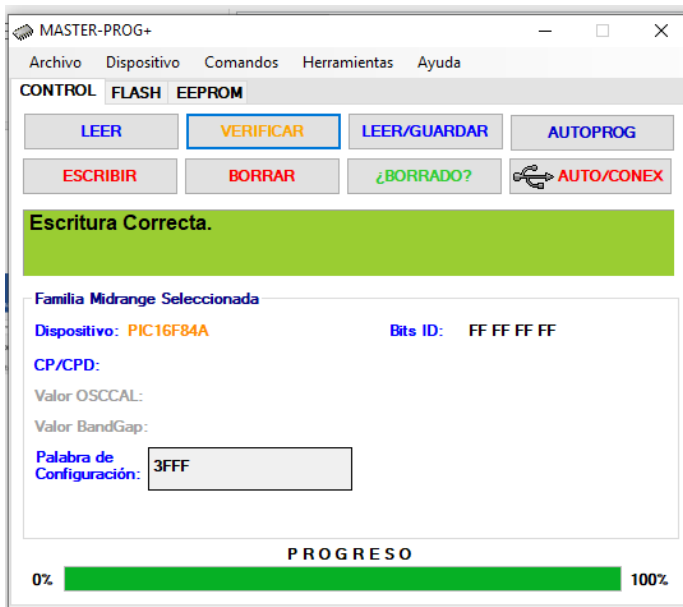 MASTER-PROG+
Archivo Dispositivo Comandos Herramientas Ayuda
CONTROL FLASH EEPROM
LEER VERIFICAR LEER/GUARDAR AUTOPROG
ESCRIBIR BORRAR ¿BORRADO? AUTO/CONEX
Escritura Correcta.
Familia Midrange Seleccionada
Dispositivo: PIC16F84A Bits ID: FF FF FF FF
CP/CPD:
Valor OSCCAL:
Valor BandGap:
Palabra de
Configuración: 3FFF
PROGRESO
0% 100%